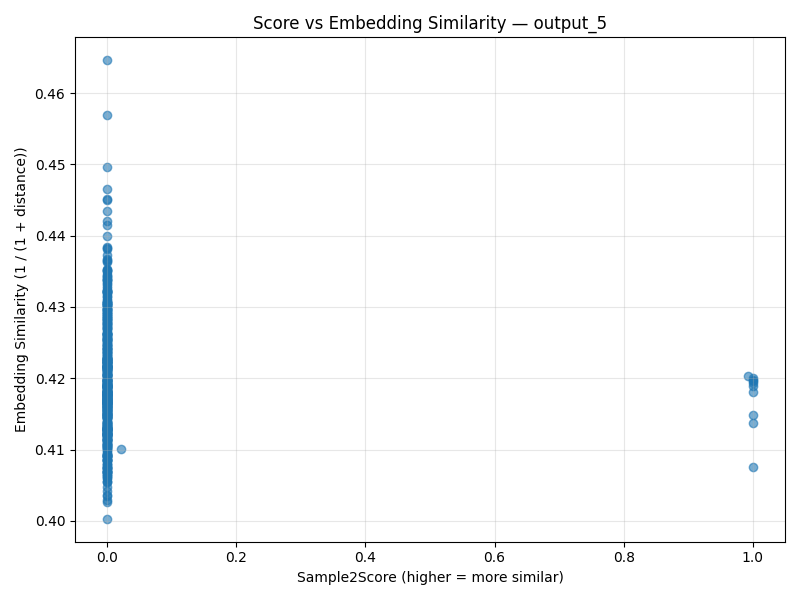 Score vs Embedding Similarity — output_5
Embedding Similarity (1 / (1 + distance))
0.46
0.45
0.44
0.43
0.42
0.41
0.40
0.0 0.2 0.4 0.6 0.8 1.0
Sample2Score (higher = more similar)